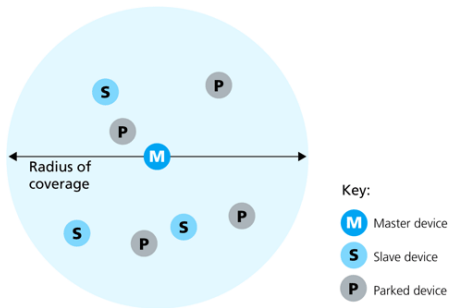 S
P
P
M
Radius of
coverage
S
S
P
P
Key:
M Master device
S Slave device
P Parked device